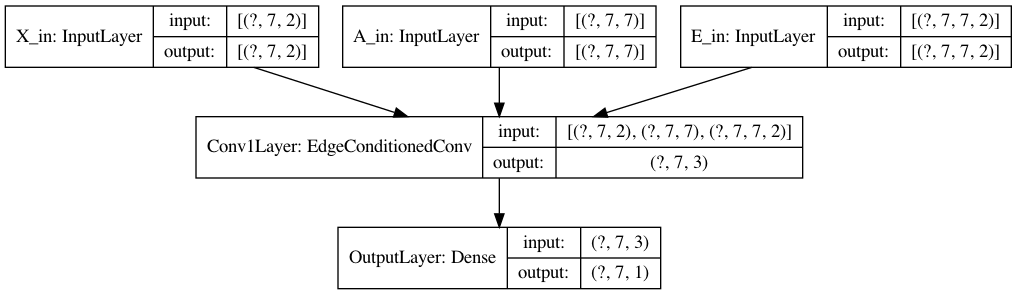 X_in: InputLayer
input:
[(?, 7, 2)]
output:
[(?, 7, 2)]
A_in: InputLayer
input:
[(?, 7, 7)]
output:
[(?, 7, 7)]
E_in: InputLayer
input:
[(?, 7, 7, 2)]
output:
[(?, 7, 7, 2)]
Conv1Layer: EdgeConditionedConv
input:
[(?, 7, 2), (?, 7, 7), (?, 7, 7, 2)]
output:
(?, 7, 3)
OutputLayer: Dense
input:
(?, 7, 3)
output:
(?, 7, 1)